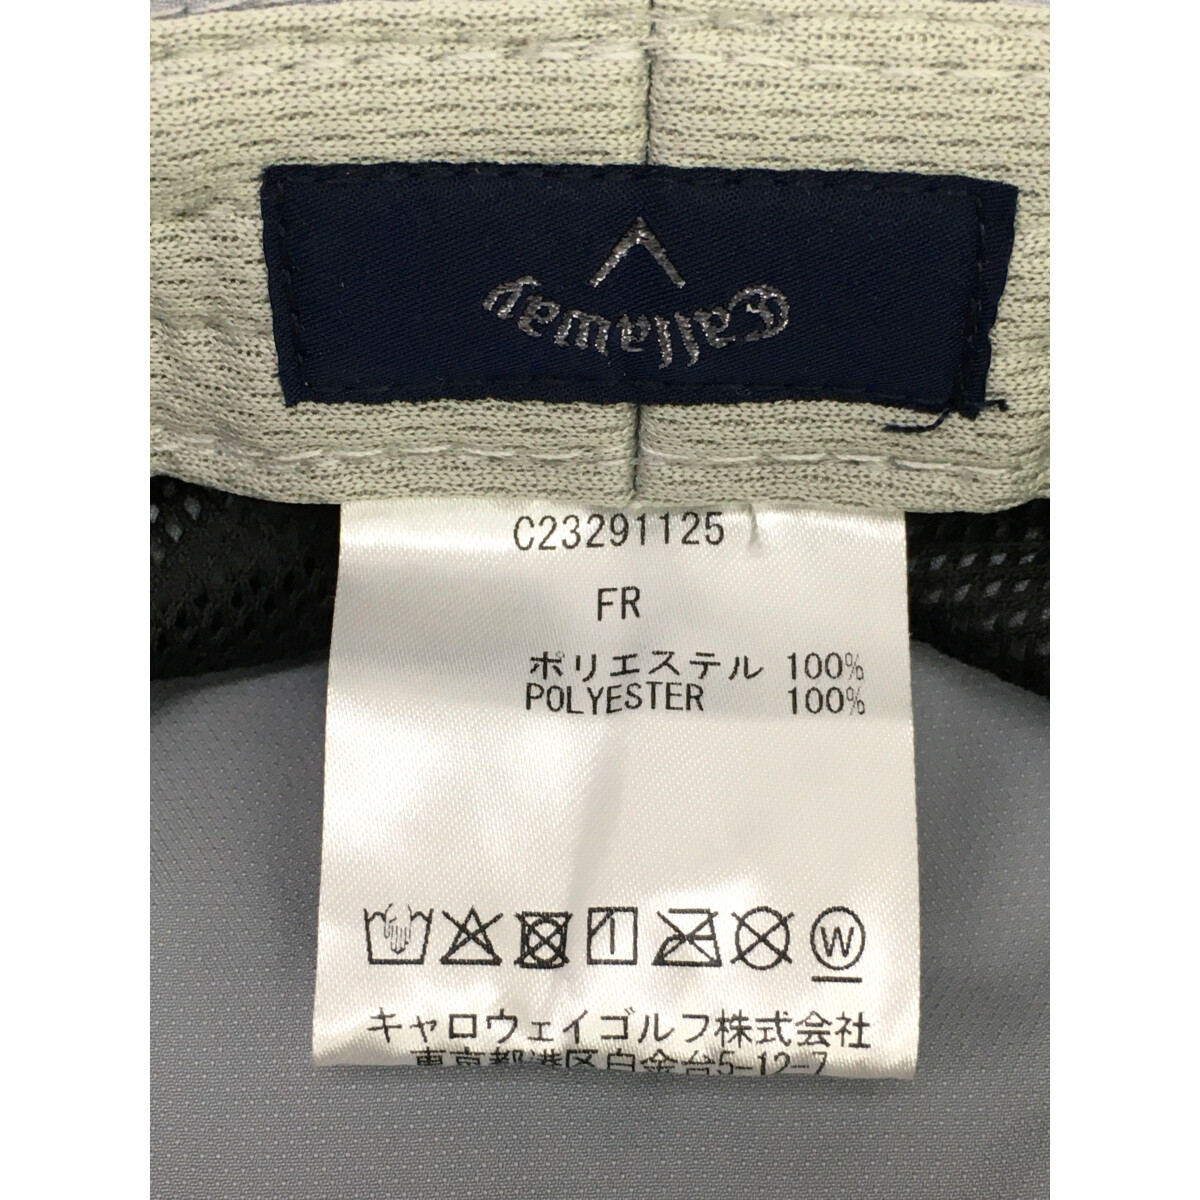 Callaway
C23291125
FR
ポリエステル 100%
POLYESTER 100%
W
キャロウェイゴルフ株式会社
東京都港区白金台5-12-7